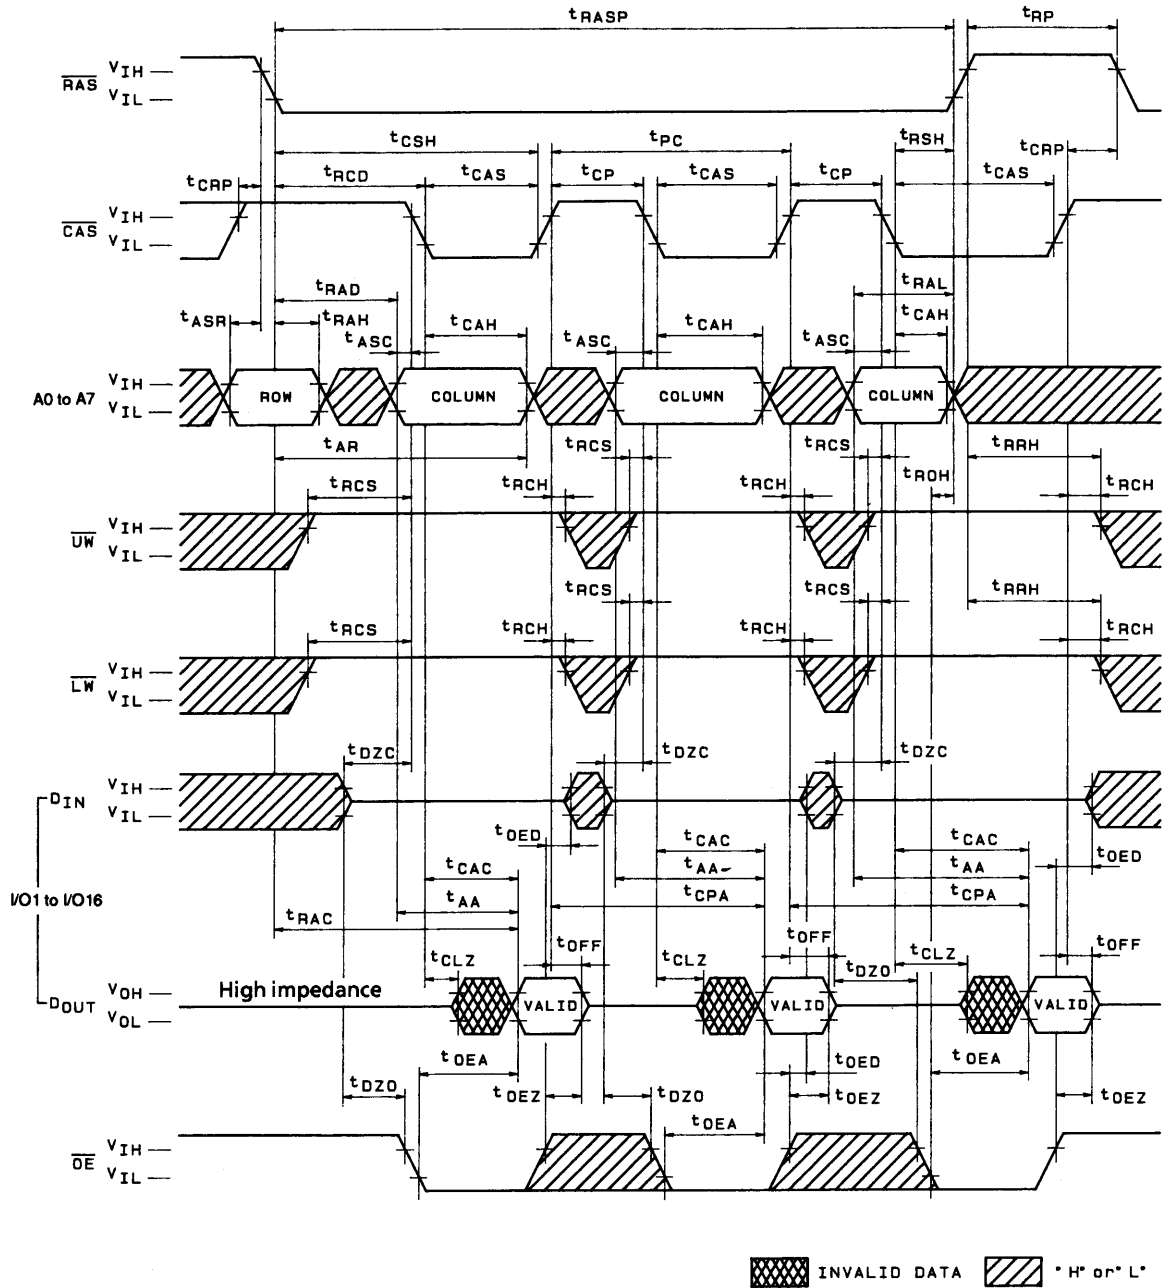 tRASP tRP
RAS VIH
VIL
tCSH tPC tRSH tCRP
tCRP tRCD tCAS tCP tCAS tCP tCAS
CAS VIH
VIL
tRAD tRAL
tASR tRAH tASC tCAH tASC tCAH tASC tCAH
A0 to A7 VIH
VIL
ROW COLUMN COLUMN COLUMN
tAR tRCS tRCS tRRH
tRCS tRCH tRCH tROH tRCH
UW VIH
VIL
tRCS tRCS tRRH
tRCS tRCH tRCH tRCH
LW VIH
VIL
tDZC tDZC tDZC
DIN VIH
VIL
tOED tCAC tCAC tOED
tCAC tAA tAA
I/O1 to I/O16
tAA tCPA tCPA
tRAC tOFF tOFF tOFF
tCLZ tCLZ tDZO tCLZ
High impedance
DOUT VOH
VOL
VALID VALID VALID
tOEA tOED tOEA
tDZO tOEZ tDZO tOEZ tOEZ
tOEA
OE VIH
VIL
INVALID DATA "H" or "L"